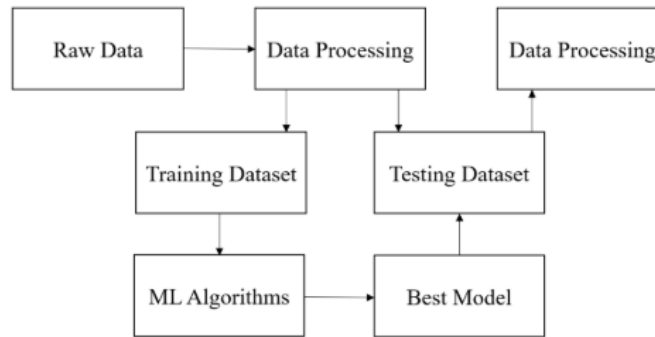 Raw Data
Data Processing
Data Processing
Training Dataset
Testing Dataset
ML Algorithms
Best Model